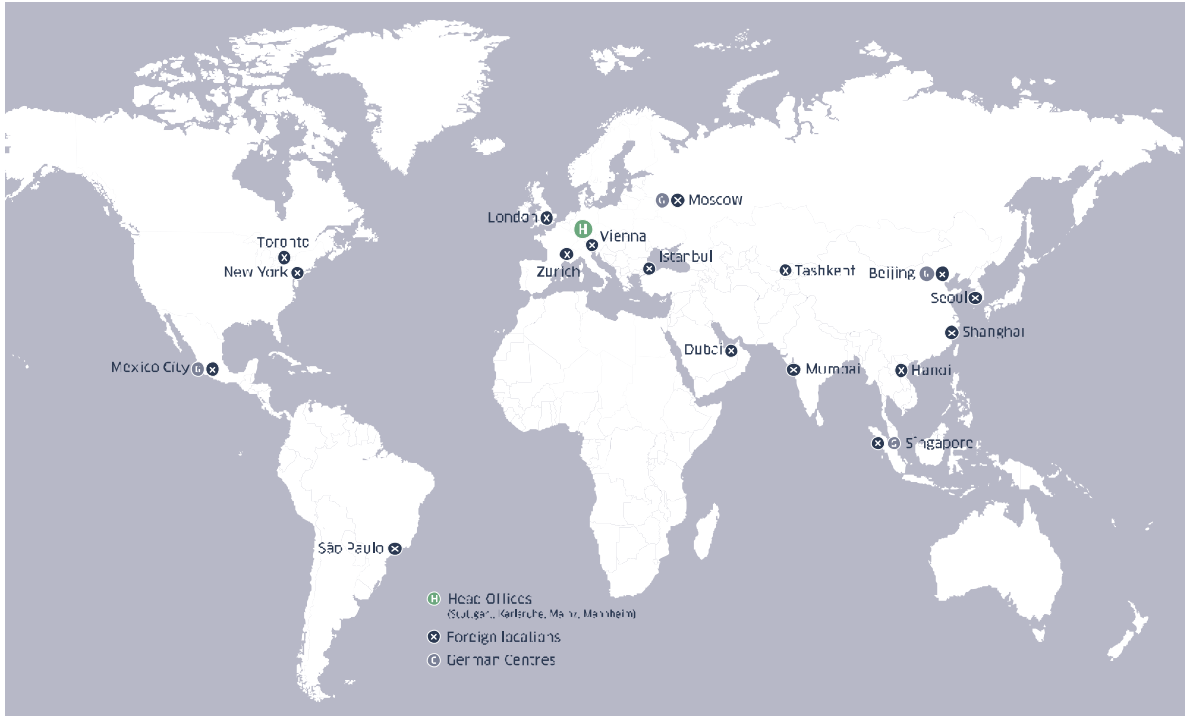 London
H
G
Moscow
Vienna
Toronto
Istanbul
New York
Zurich
Tashkent
Beijing
G
Seoul
Shanghai
Dubai
Mexico City
G
Mumbai
Hanoi
G
Singapore
São Paulo
H Head Offices
(Stuttgart, Karlsruhe, Mainz, Mannheim)
Foreign locations
G German Centres